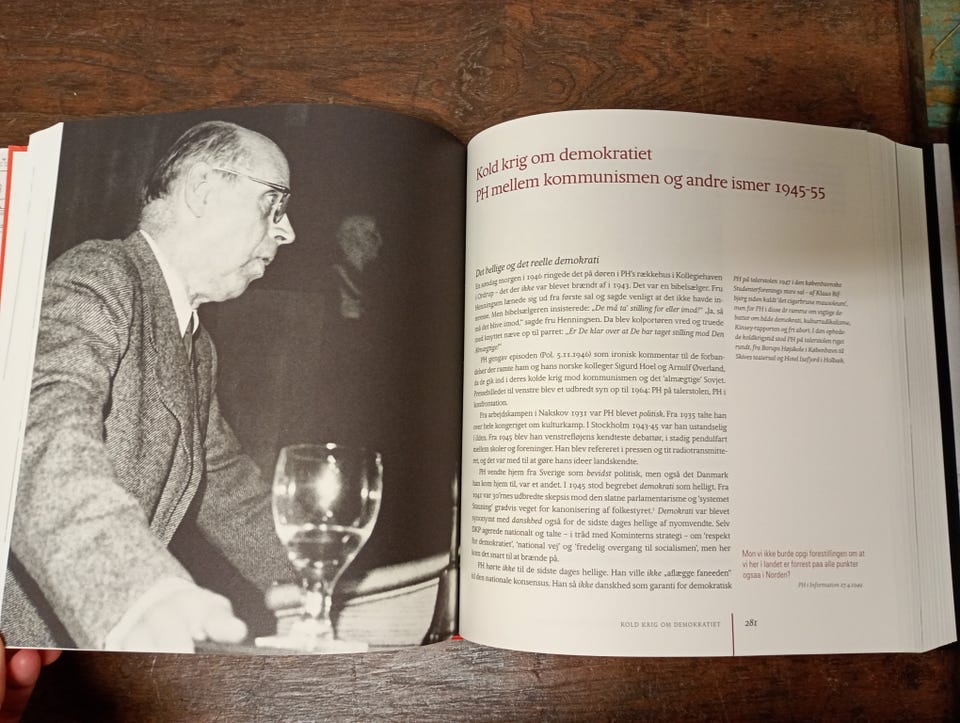 Kold krig om demokratiet
PH mellem kommunismen og andre ismer 1945-55
Det hellige og det reelle demokrati
En søndag morgen i 1946 ringede det på døren i PH's rækkehus i Kollegiehaven
i Ordrup – det der ikke var blevet brændt af i 1943. Det var en bibelsælger. Fru
Henningsen lænede sig ud fra første sal og sagde venligt at det ikke havde in-
teresse. Men bibelsælgeren insisterede: „De må ta' stilling for eller imod!" „Ja, så
må det blive imod," sagde fru Henningsen. Da blev kolportøren vred og truede
med knyttet næve op til parret: „Er De klar over at De har taget stilling mod Den
Almægtige!"
PH gengav episoden (Pol. 5.11.1946) som ironisk kommentar til de forban-
delser der ramte ham og hans norske kolleger Sigurd Hoel og Arnulf Øverland,
da de gik ind i deres kolde krig mod kommunismen og det 'almægtige' Sovjet.
Pressebilledet til venstre blev et udbredt syn op til 1964: PH på talerstolen, PH i
konfrontation.
Fra arbejdskampen i Nakskov 1931 var PH blevet politisk. Fra 1935 talte han
over hele kongeriget om kulturkamp. I Stockholm 1943-45 var han ustandselig
i ilden. Fra 1945 blev han venstrefløjens kendteste debattør, i stadig pendulfart
mellem skoler og foreninger. Han blev refereret i pressen og tit radiotransmitte-
ret, og det var med til at gøre hans ideer landskendte.
PH vendte hjem fra Sverige som bevidst politisk, men også det Danmark
han kom hjem til, var et andet. I 1945 stod begrebet demokrati som helligt. Fra
1941 var 30'rnes udbredte skepsis mod den slatne parlamentarisme og 'systemet
Stauning' gradvis veget for kanonisering af folkestyret.¹ Demokrati var blevet
synonymt med danskhed også for de sidste dages hellige af nyomvendte. Selv
DKP agerede nationalt og talte – i tråd med Kominterns strategi – om 'respekt
for demokratiet', 'national vej' og 'fredelig overgang til socialismen', men her
kom det snart til at brænde på.
PH hørte ikke til de sidste dages hellige. Han ville ikke „aflægge faneeden"
til den nationale konsensus. Han så ikke danskhed som garanti for demokratisk
PH på talerstolen 1947 i den københavnske
Studenterforenings store sal – af Klaus Rif-
bjerg siden kaldt 'det cigarbrune mausoleum',
men for PH i disse år ramme om vigtige de-
batter om både demokrati, kulturradikalisme,
Kinsey-rapporten og fri abort. I den ophede-
de koldkrigstid stod PH på talerstolen riget
rundt, fra Borups Højskole i København til
Skives teatersal og Hotel Isefjord i Holbæk.
Mon vi ikke burde opgi forestillingen om at
vi her i landet er forrest paa alle punkter
ogsaa i Norden?
PH i Information 27.4.1949
KOLD KRIG OM DEMOKRATIET
281